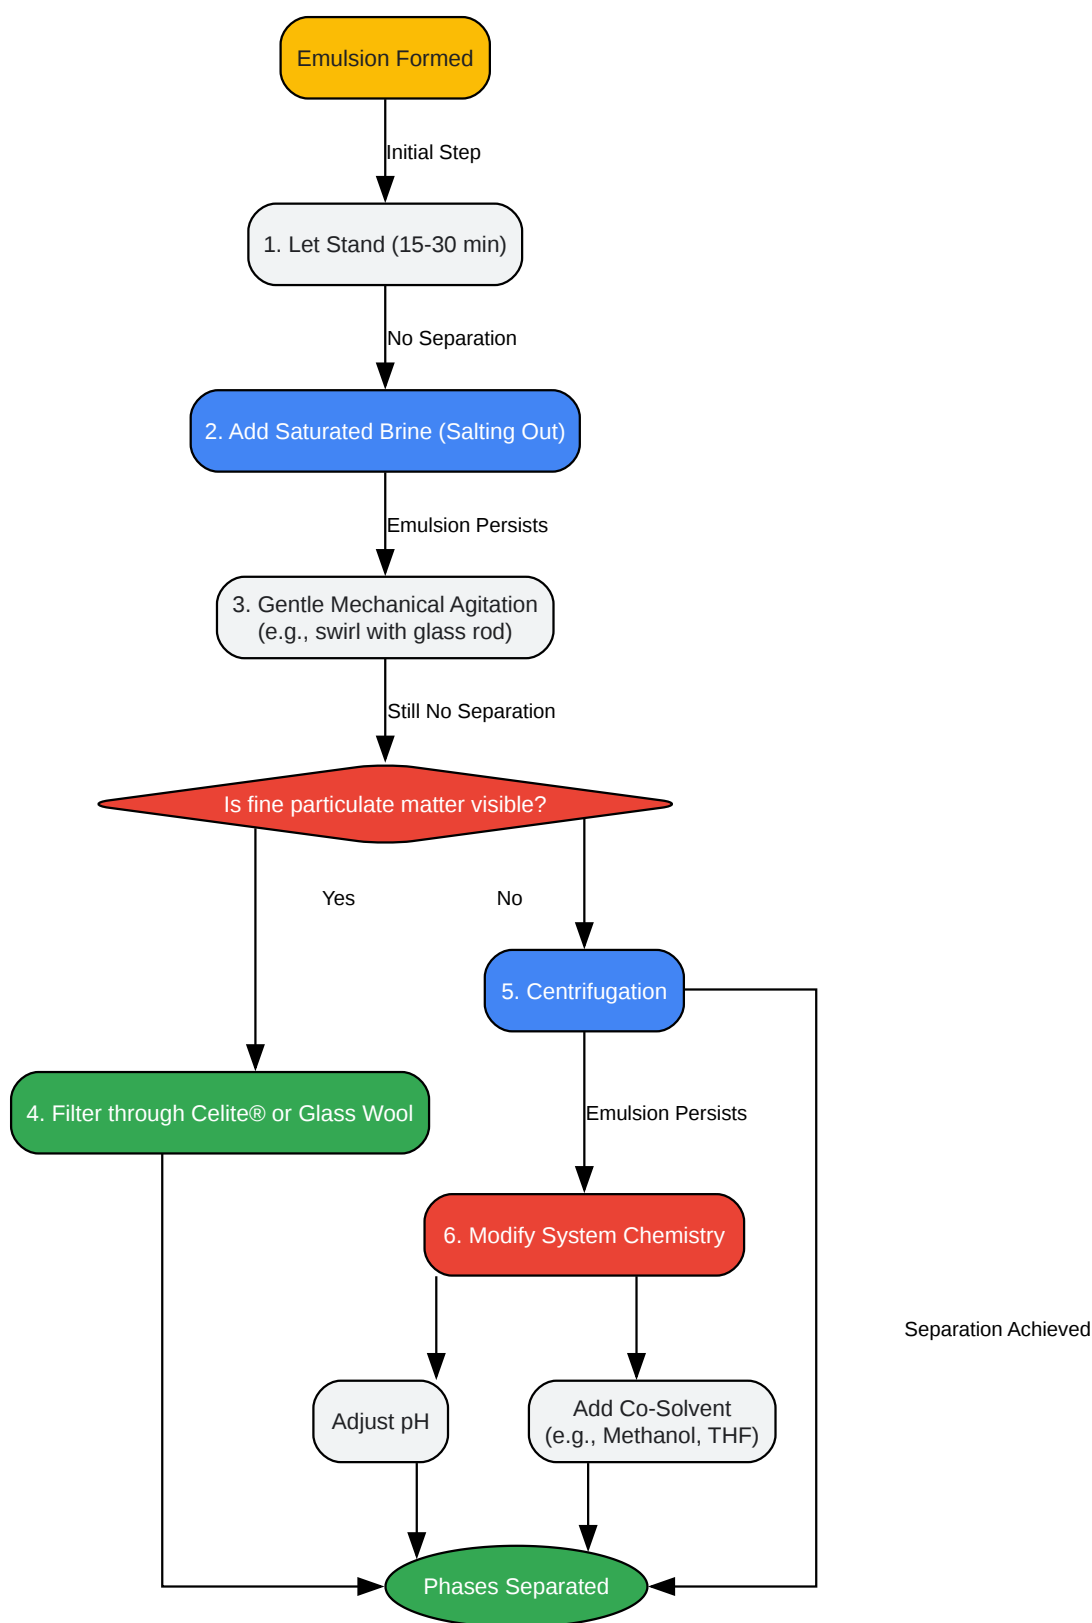 Emulsion Formed
Initial Step
1. Let Stand (15-30 min)
No Separation
2. Add Saturated Brine (Salting Out)
Emulsion Persists
3. Gentle Mechanical Agitation
(e.g., swirl with glass rod)
Still No Separation
Is fine particulate matter visible?
Yes
No
5. Centrifugation
4. Filter through Celite® or Glass Wool
Emulsion Persists
6. Modify System Chemistry
Separation Achieved
Adjust pH
Add Co-Solvent
(e.g., Methanol, THF)
Phases Separated